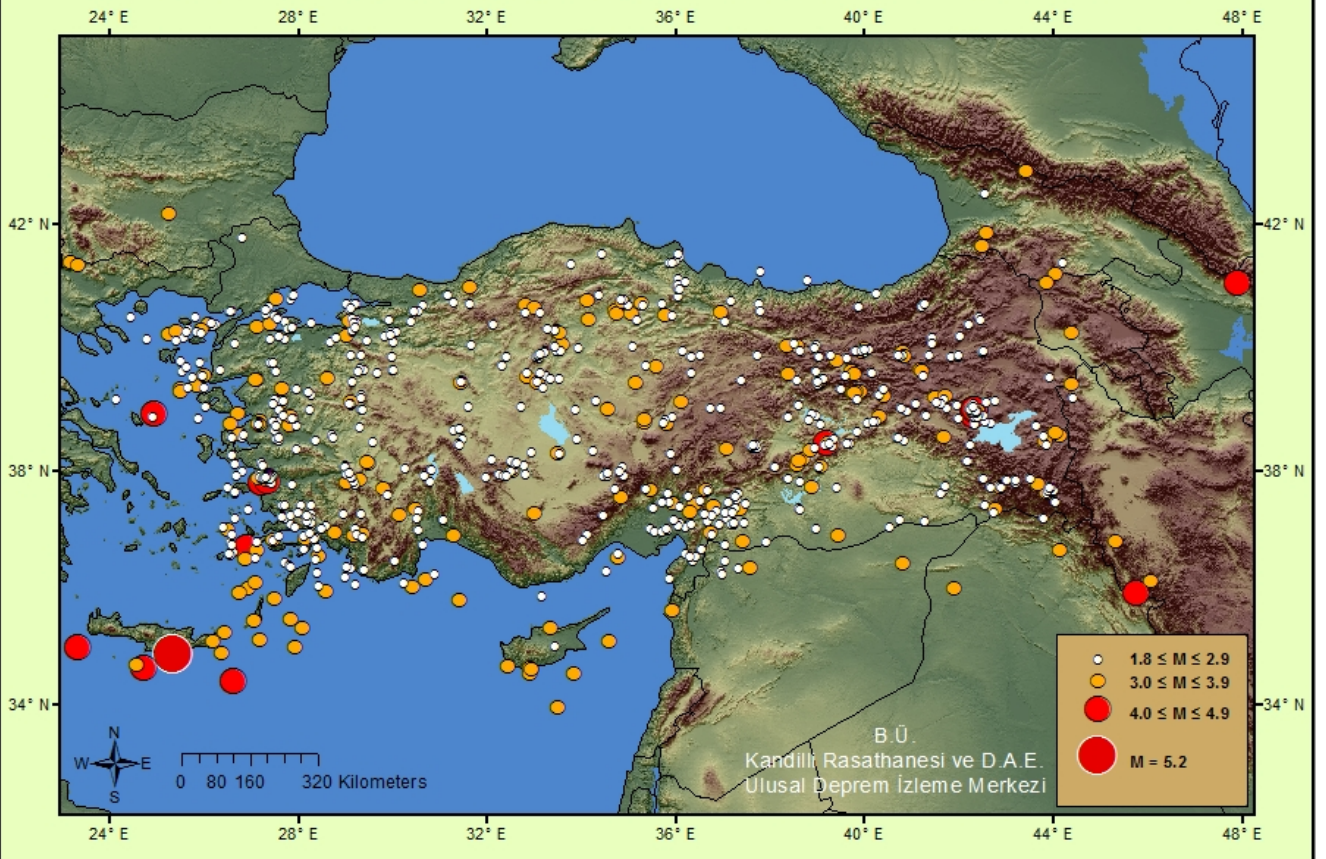 24° E 28° E 32° E 36° E 40° E 44° E 48° E
42° N 42° N
38° N 38° N
34° N 34° N
1.8 ≤ M ≤ 2.9
3.0 ≤ M ≤ 3.9
4.0 ≤ M ≤ 4.9
M = 5.2
N
W E
S
0 80 160 320 Kilometers
B.Ü.
Kandilli Rasathanesi ve D.A.E.
Ulusal Deprem İzleme Merkezi
24° E 28° E 32° E 36° E 40° E 44° E 48° E